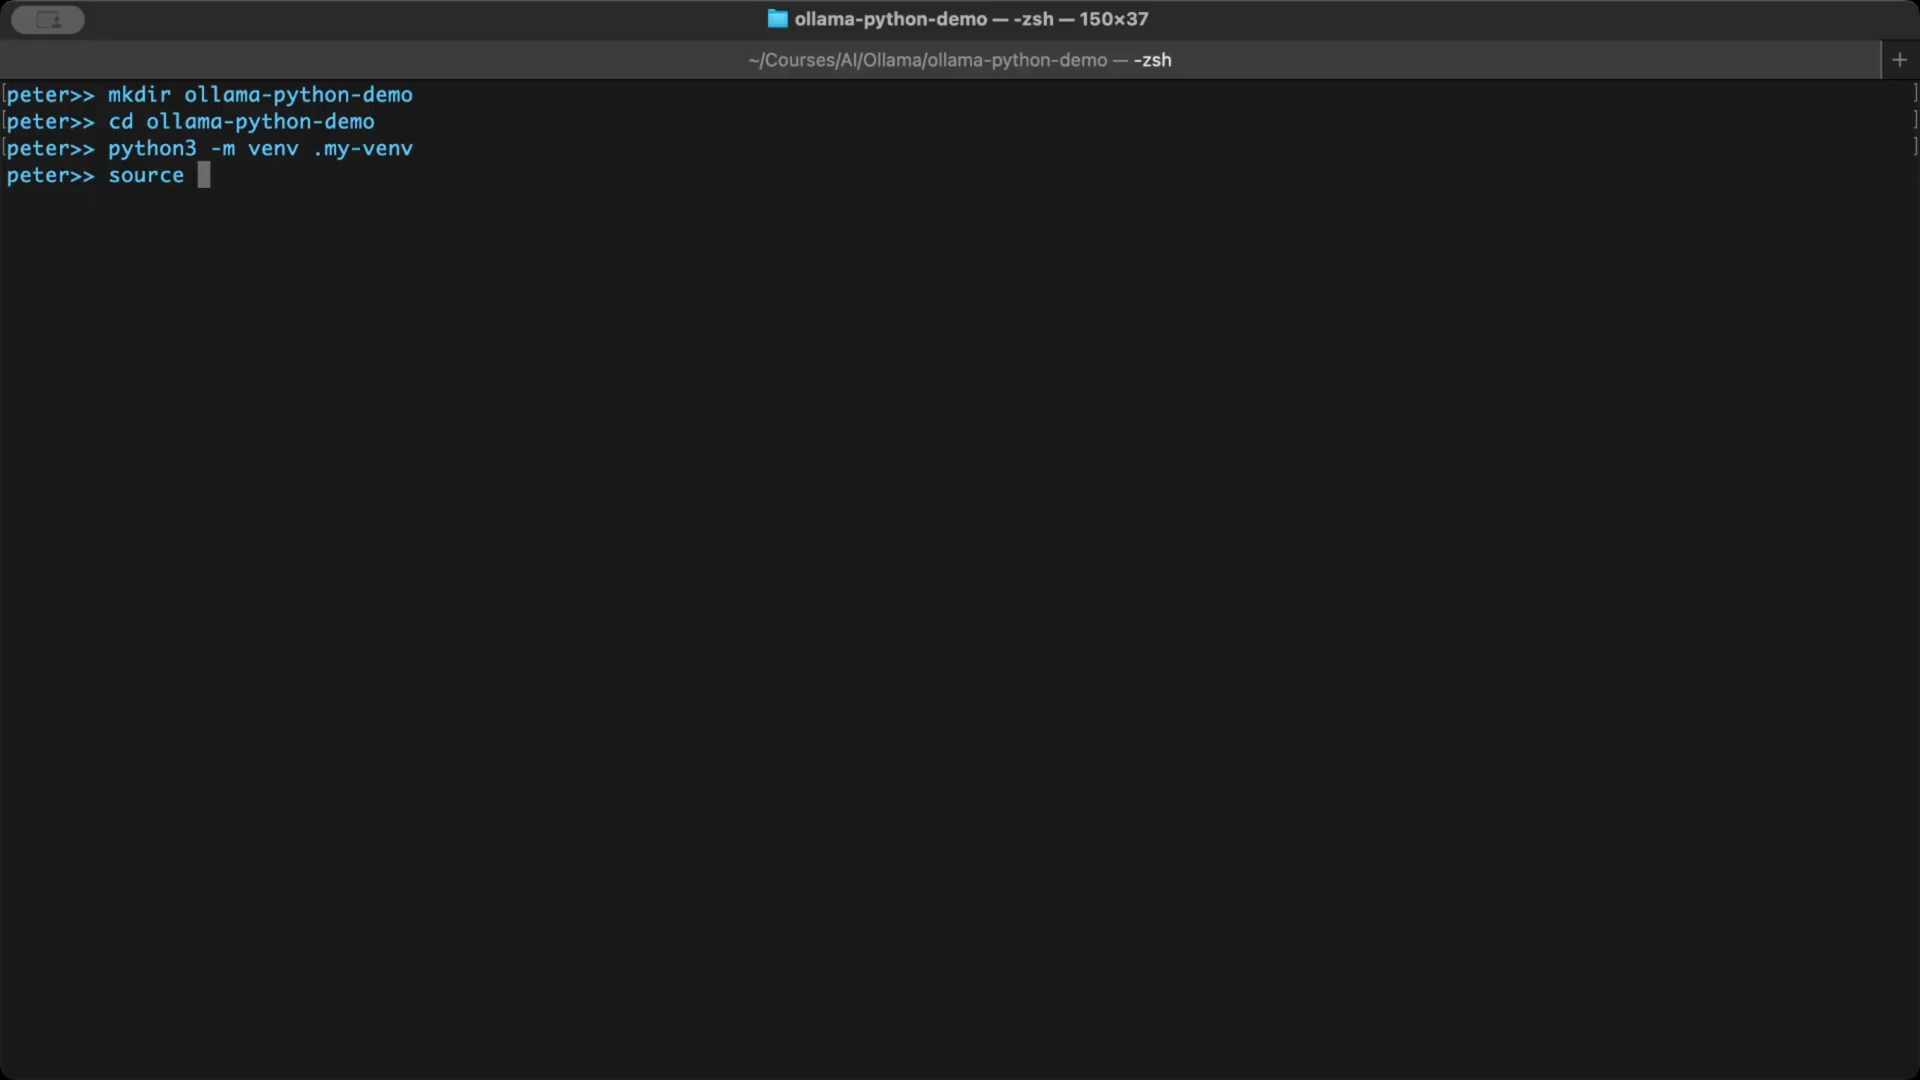 ollama-python-demo — -zsh — 150×37
~/Courses/AI/Ollama/ollama-python-demo — -zsh
[peter>> mkdir ollama-python-demo ]
[peter>> cd ollama-python-demo ]
[peter>> python3 -m venv .my-venv ]
peter>> source